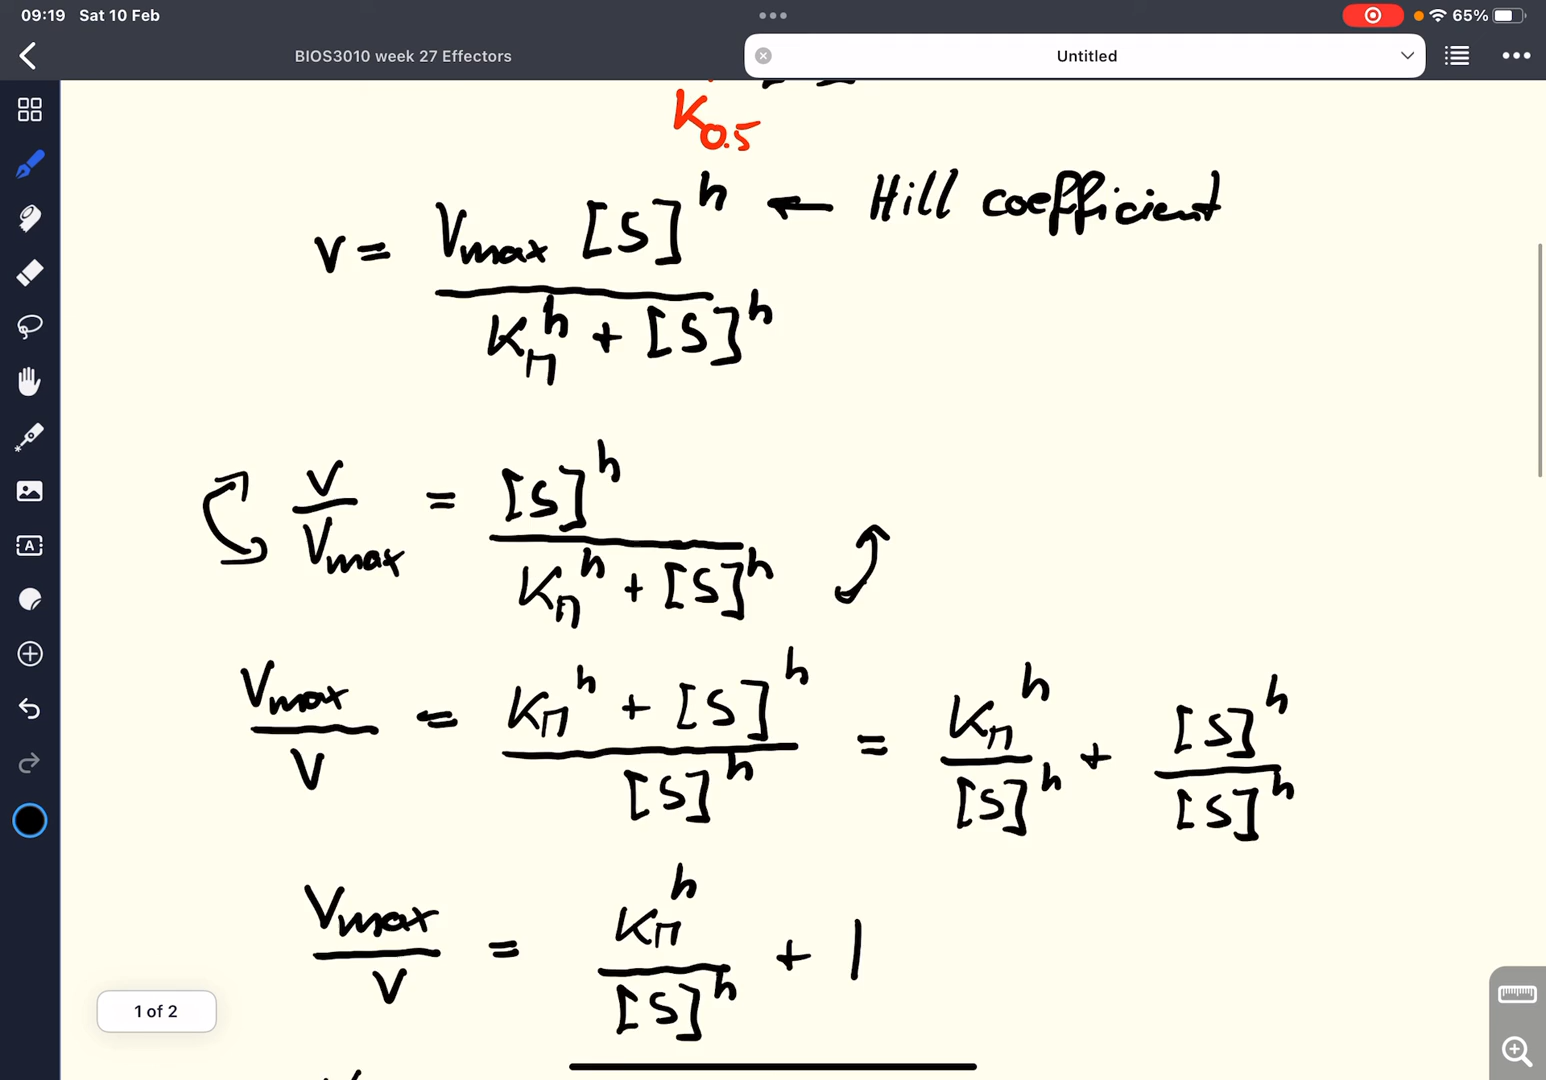 09:19 Sat 10 Feb
65%
BIOS3010 week 27 Effectors
Untitled
K0.5
v = Vmax [S]^h / (KM^h + [S]^h) ← Hill coefficient
v / Vmax = [S]^h / (KM^h + [S]^h)
Vmax / v = (KM^h + [S]^h) / [S]^h = KM^h / [S]^h + [S]^h / [S]^h
Vmax / v = KM^h / [S]^h + 1
1 of 2